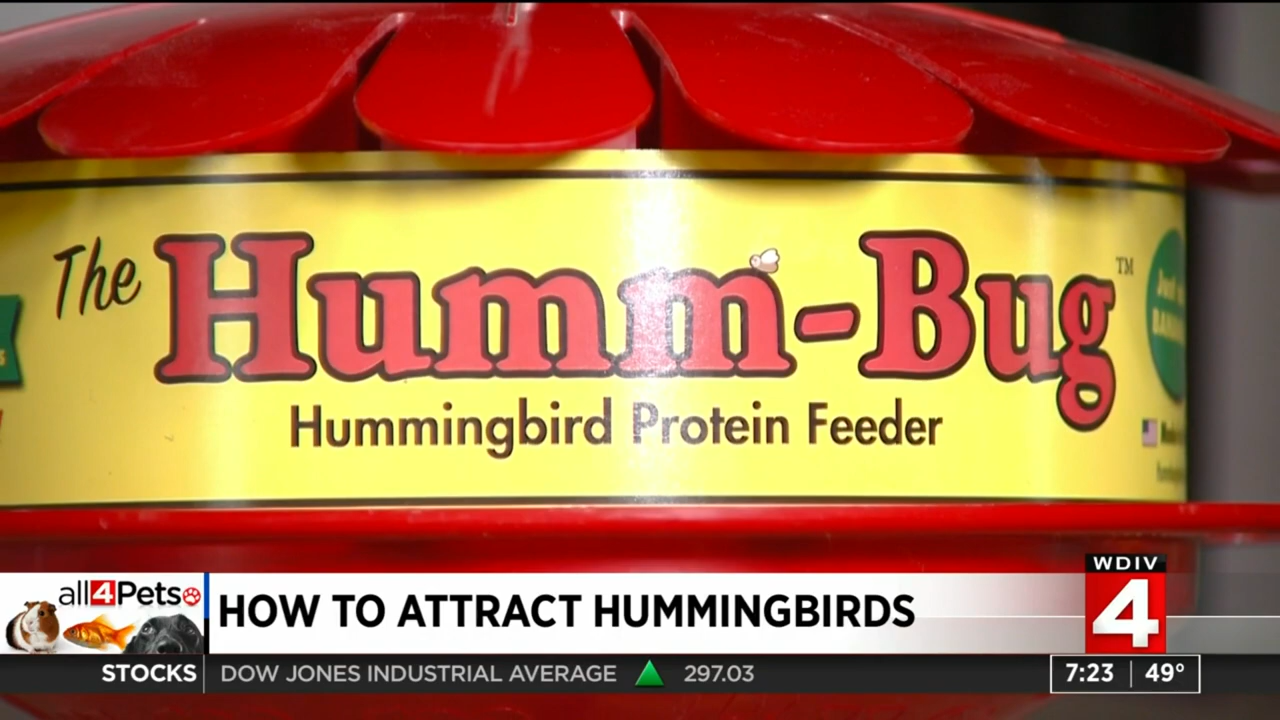 The Humm-Bug™
Hummingbird Protein Feeder
all4Pets
HOW TO ATTRACT HUMMINGBIRDS
WDIV
4
STOCKS
DOW JONES INDUSTRIAL AVERAGE ▲ 297.03
7:23 | 49°